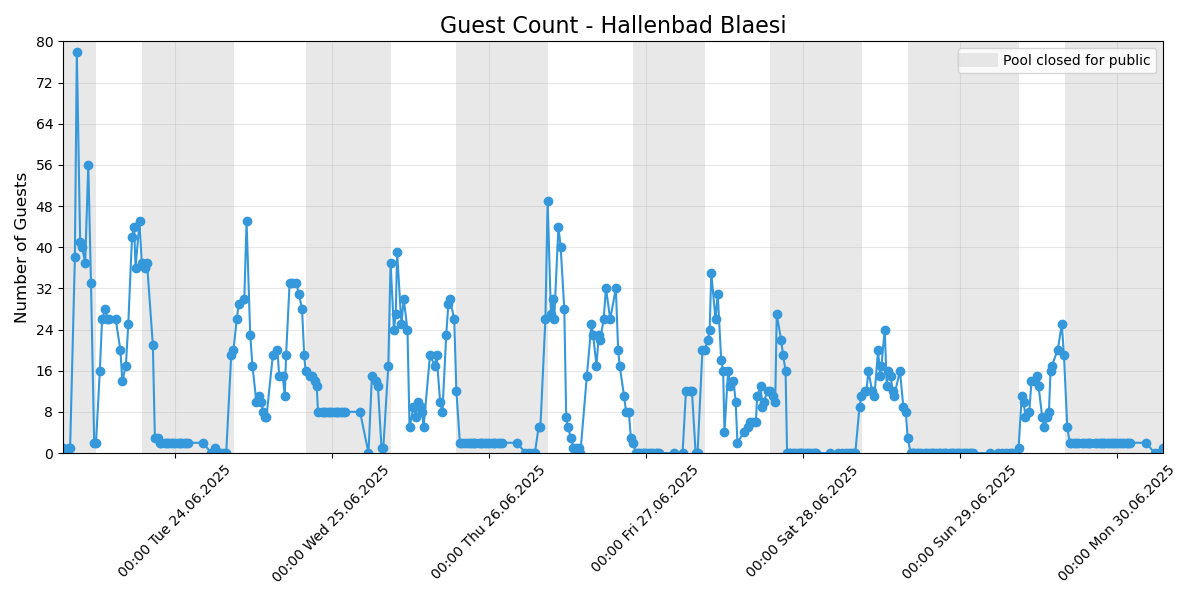 Guest Count - Hallenbad Blaesi
Pool closed for public
Number of Guests
80
72
64
56
48
40
32
24
16
8
0
00:00 Tue 24.06.2025
00:00 Wed 25.06.2025
00:00 Thu 26.06.2025
00:00 Fri 27.06.2025
00:00 Sat 28.06.2025
00:00 Sun 29.06.2025
00:00 Mon 30.06.2025